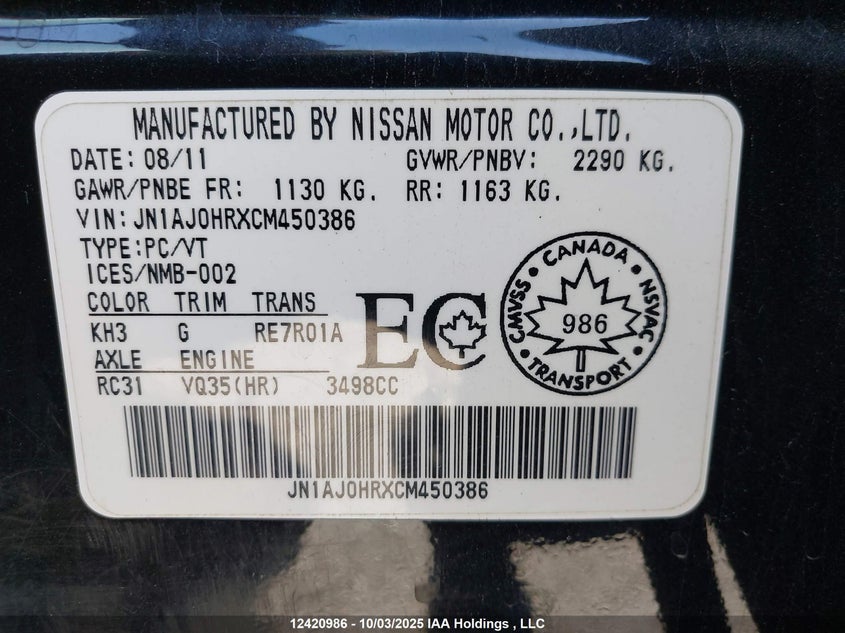 MANUFACTURED BY NISSAN MOTOR CO.,LTD.
DATE: 08/11 GVWR/PNBV: 2290 KG.
GAWR/PNBE FR: 1130 KG. RR: 1163 KG.
VIN: JN1AJ0HRXCM450386
TYPE:PC/VT
ICES/NMB-002
COLOR TRIM TRANS
KH3 G RE7R01A
AXLE ENGINE
RC31 VQ35(HR) 3498CC
EC
CANADA
CMVSS
986
NSVAC
TRANSPORT
JN1AJ0HRXCM450386
12420986 - 10/03/2025 IAA Holdings , LLC